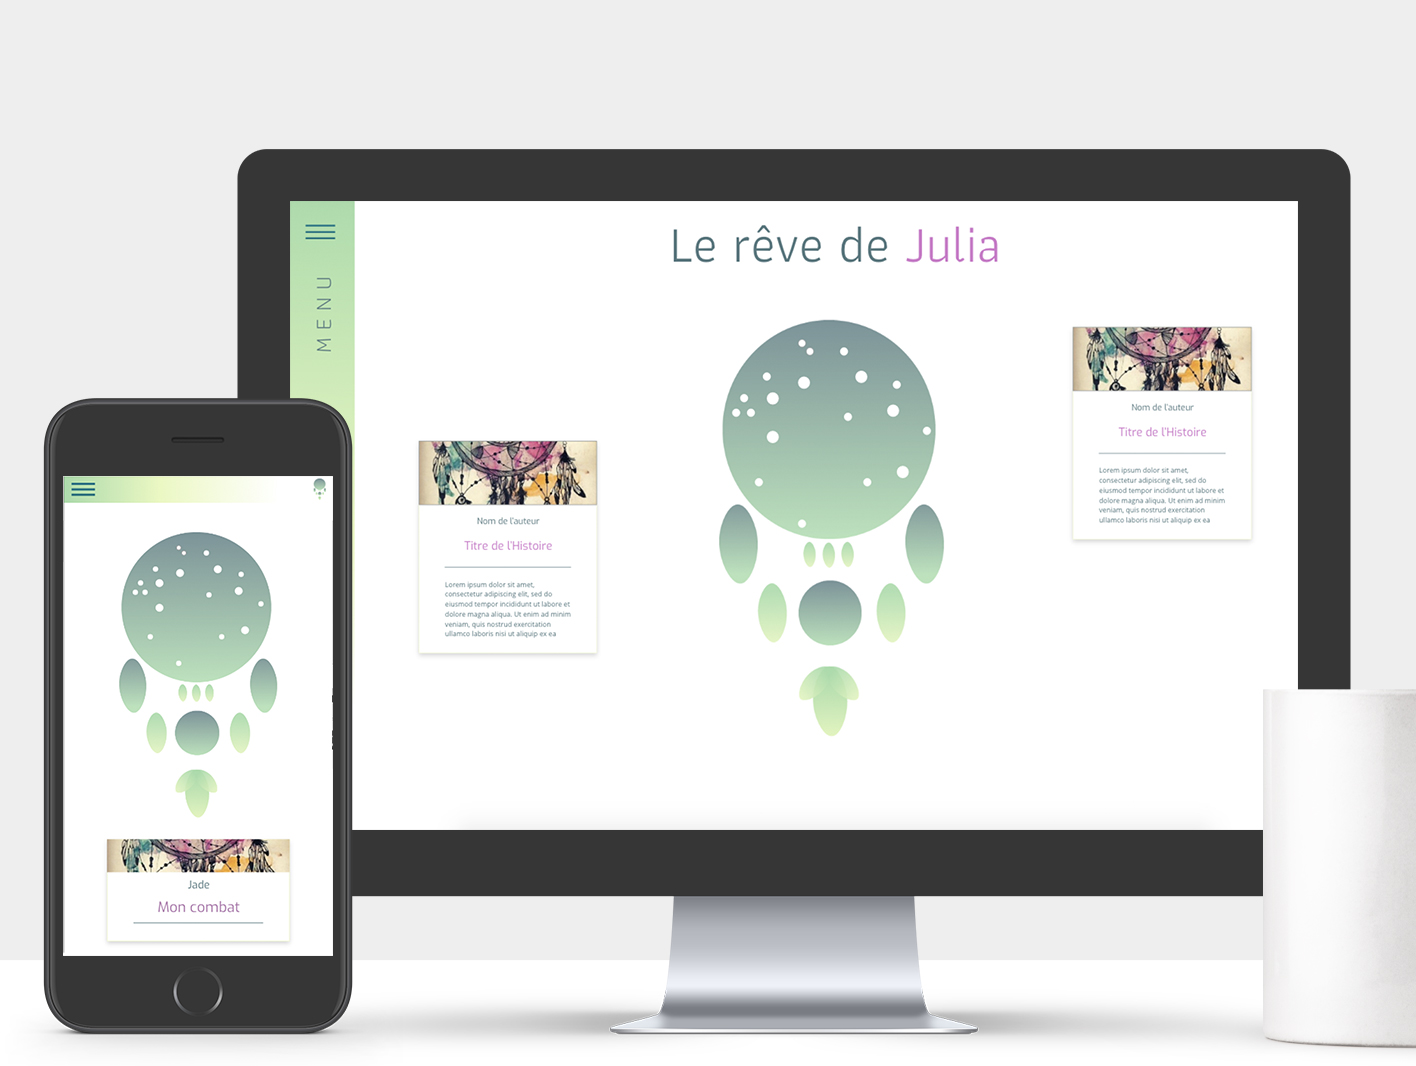 Le rêve de Julia
MENU
Nom de l'auteur
Titre de l'Histoire
Lorem ipsum dolor sit amet,
consectetur adipiscing elit, sed do
eiusmod tempor incididunt ut labore et
dolore magna aliqua. Ut enim ad minim
veniam, quis nostrud exercitation
ullamco laboris nisi ut aliquip ex ea
Nom de l'auteur
Titre de l'Histoire
Lorem ipsum dolor sit amet,
consectetur adipiscing elit, sed do
eiusmod tempor incididunt ut labore et
dolore magna aliqua. Ut enim ad minim
veniam, quis nostrud exercitation
ullamco laboris nisi ut aliquip ex ea
Jade
Mon combat